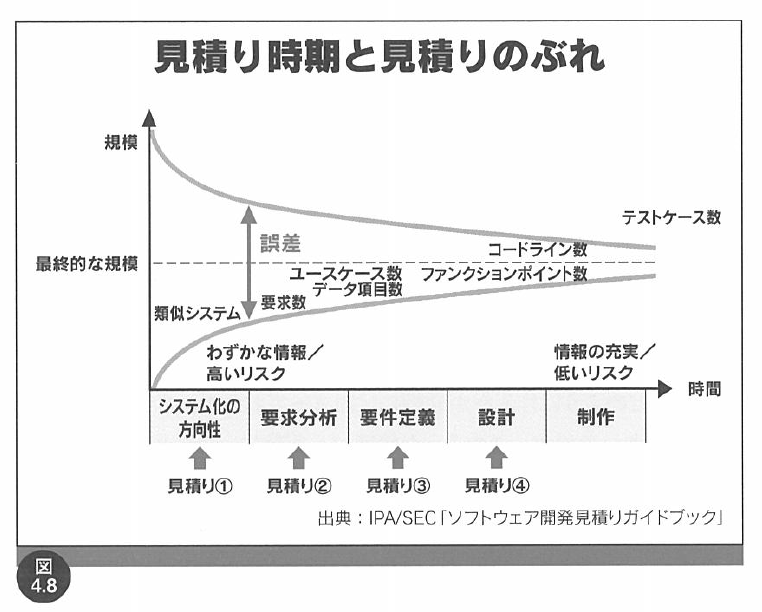 見積り時期と見積りのぶれ
規模
テストケース数
コードライン数
誤差
最終的な規模
ユースケース数
ファンクションポイント数
データ項目数
要求数
類似システム
わずかな情報／
高いリスク
情報の充実／
低いリスク
時間
システム化の
方向性
要求分析
要件定義
設計
制作
見積り①
見積り②
見積り③
見積り④
出典：IPA/SEC「ソフトウェア開発見積りガイドブック」
図
4.8